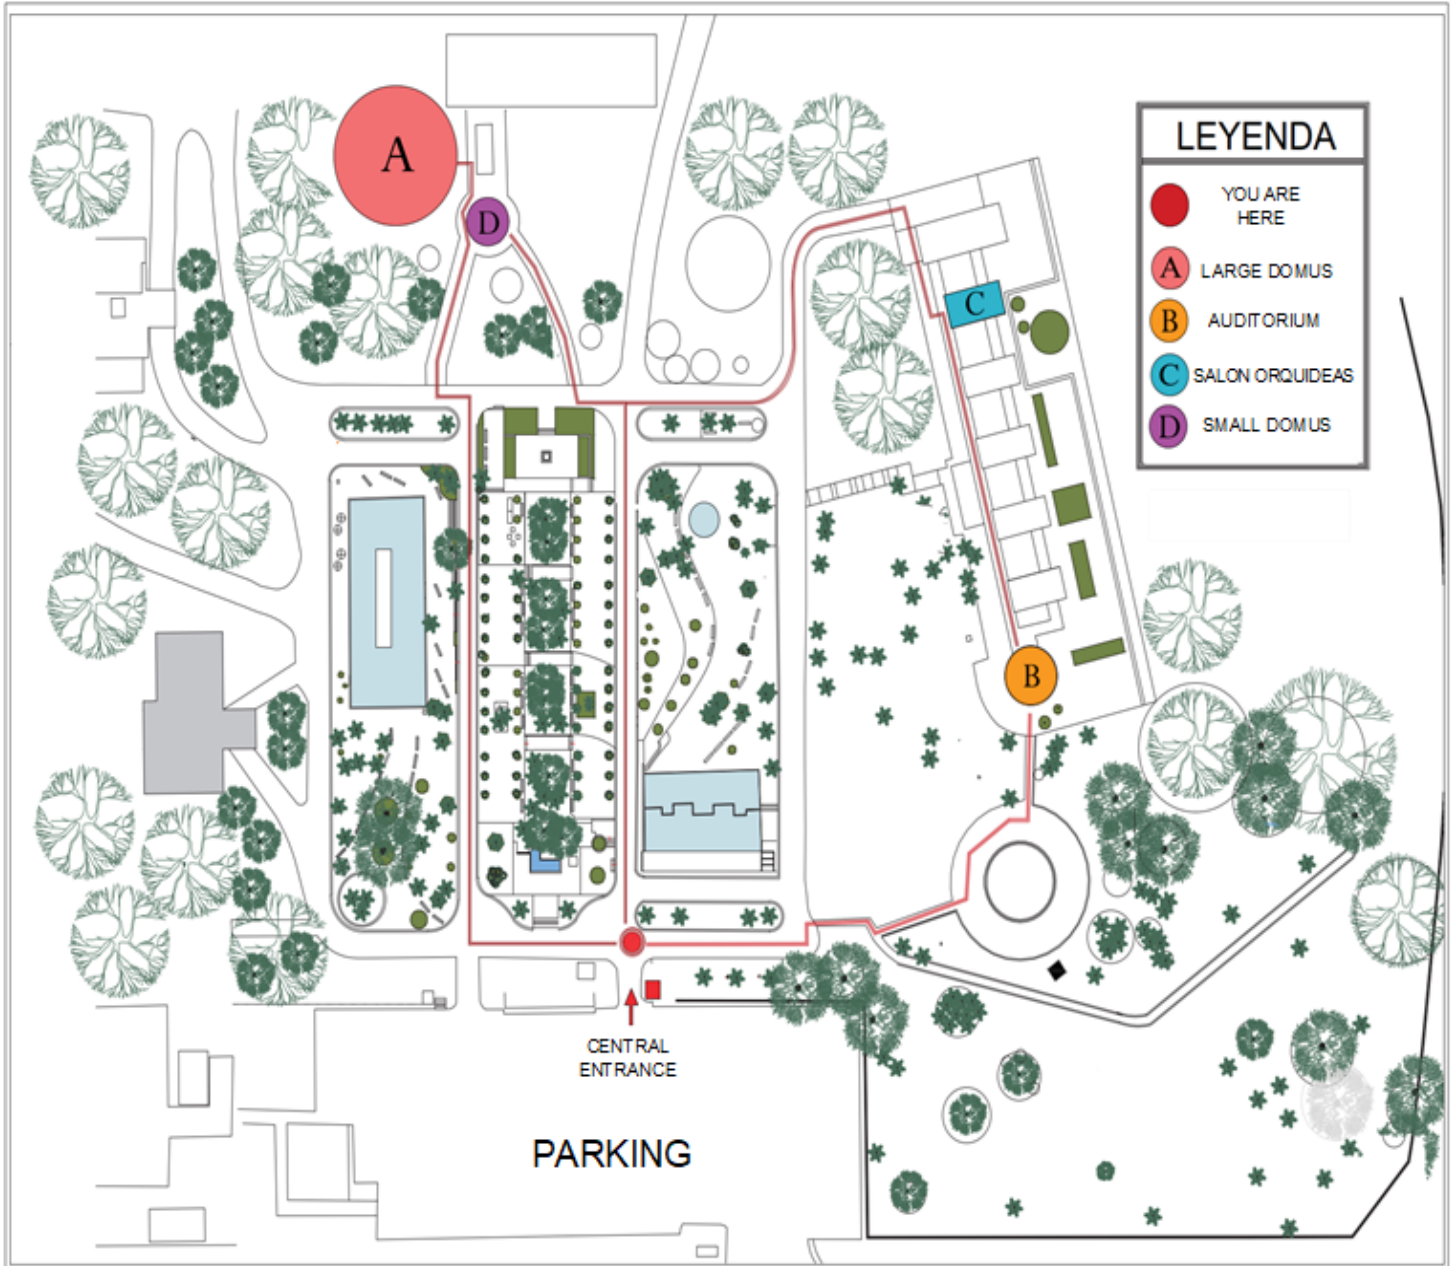 A
D
LEYENDA
YOU ARE
HERE
A LARGE DOMUS
B AUDITORIUM
C SALON ORQUIDEAS
D SMALL DOMUS
C
B
CENTRAL
ENTRANCE
PARKING